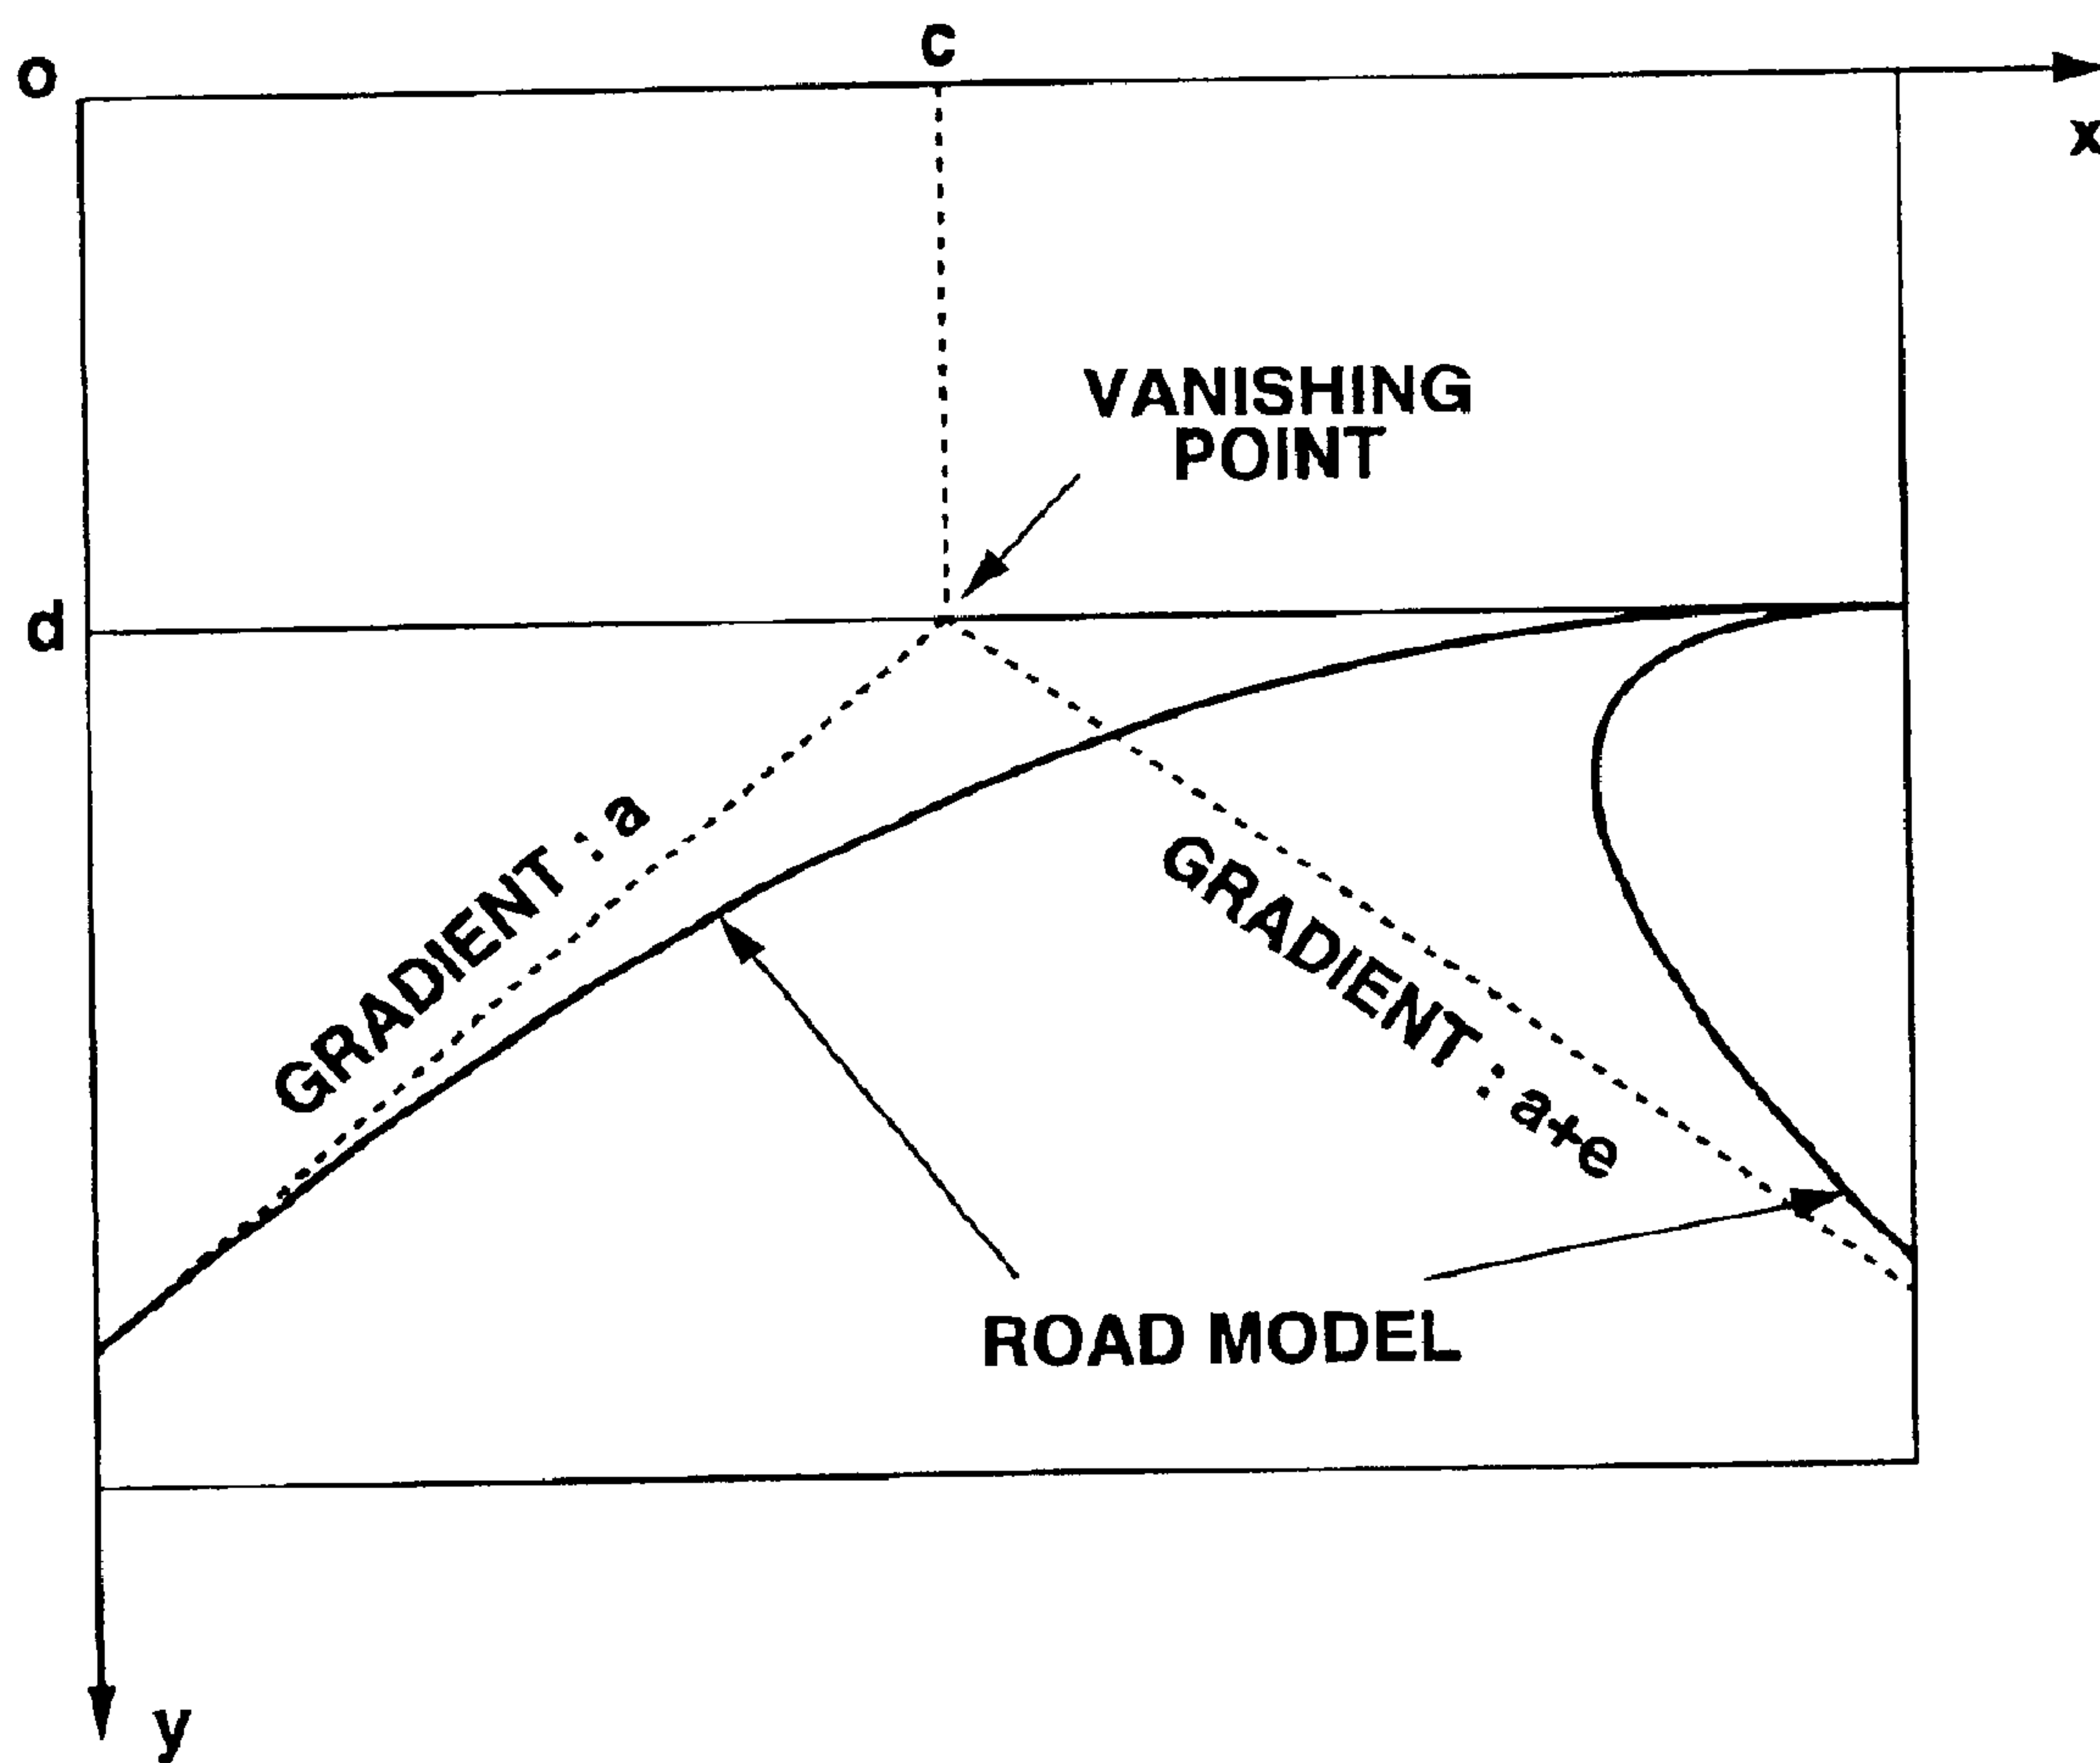 o
c
x
VANISHING
POINT
d
GRADIENT : a
GRADIENT : a+e
ROAD MODEL
y